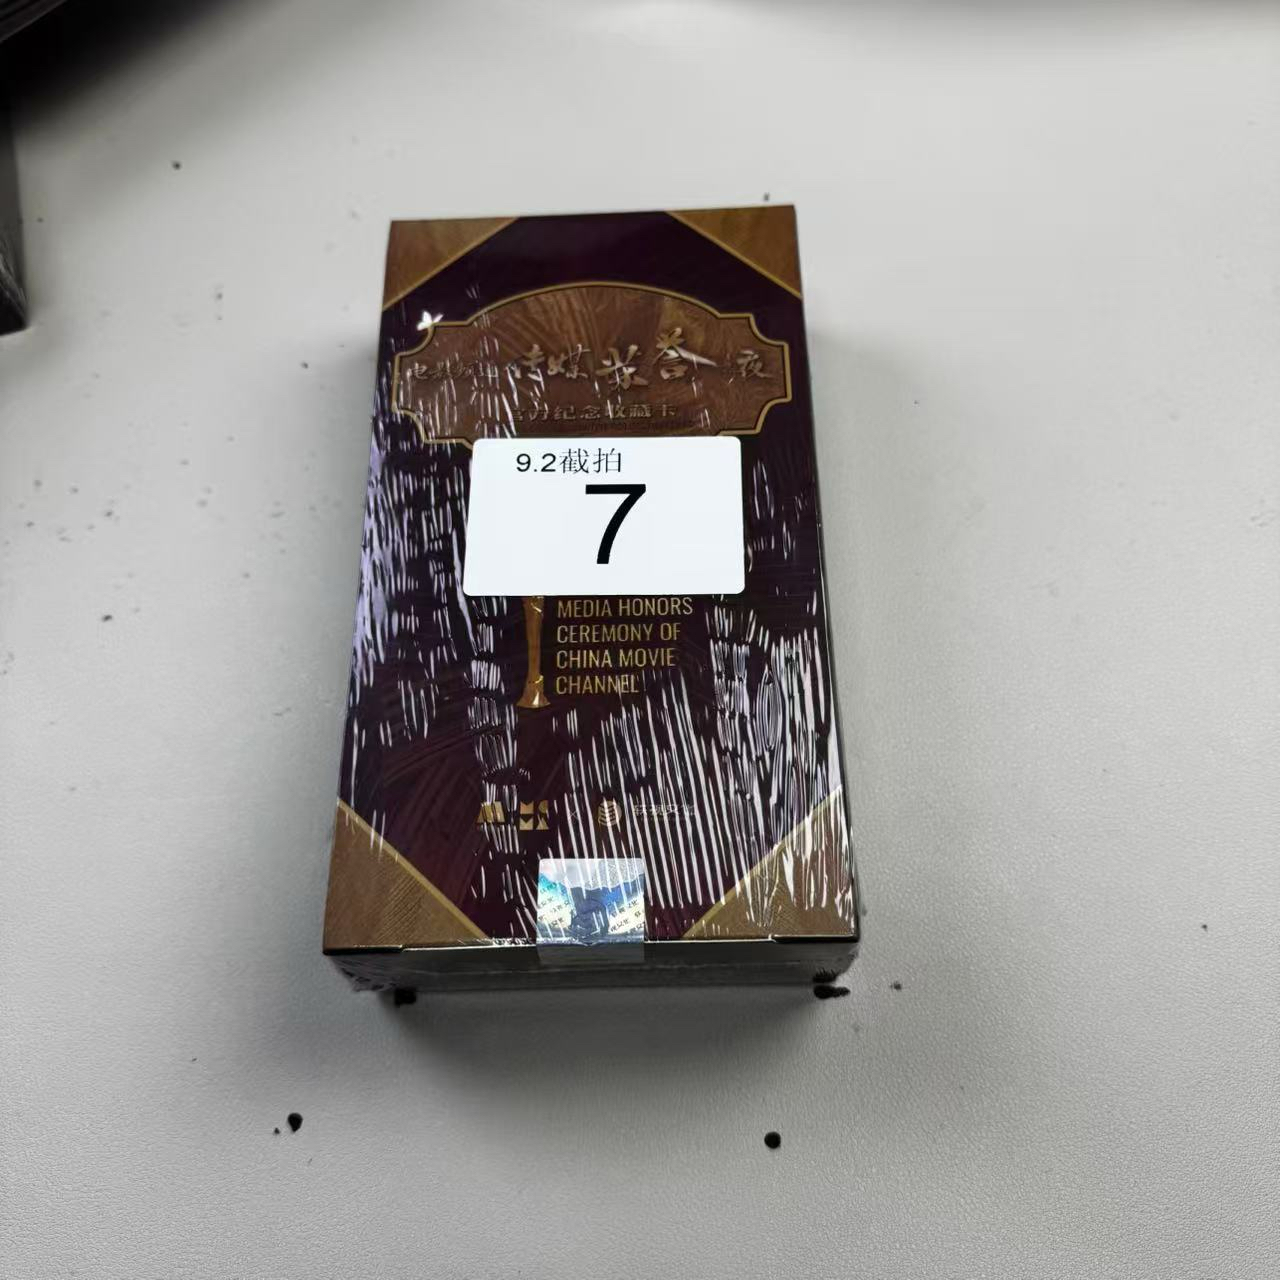 电影频道 传媒荣誉之夜
官方纪念收藏卡
9.2截拍
7
MEDIA HONORS
CEREMONY OF
CHINA MOVIE
CHANNEL